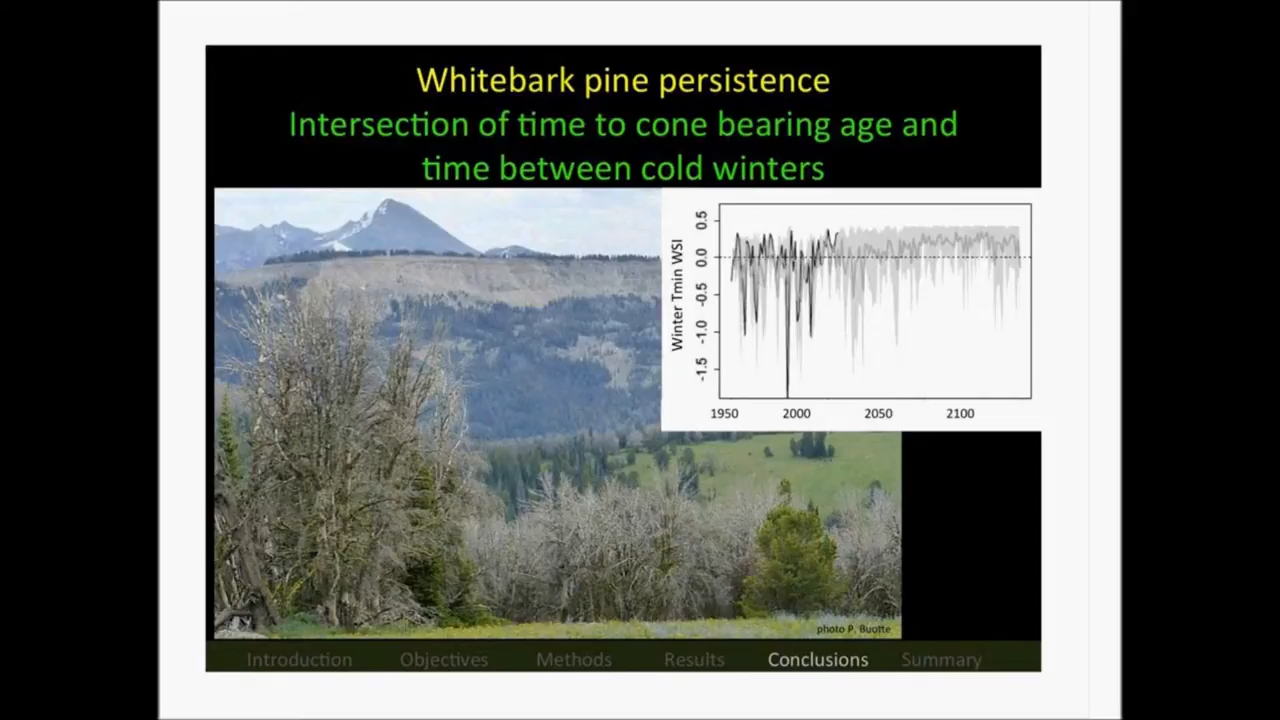 Whitebark pine persistence
Intersection of time to cone bearing age and
time between cold winters
Winter Tmin WSI
0.5
0.0
-0.5
-1.0
-1.5
1950 2000 2050 2100
photo P. Buotte
Introduction Objectives Methods Results Conclusions Summary